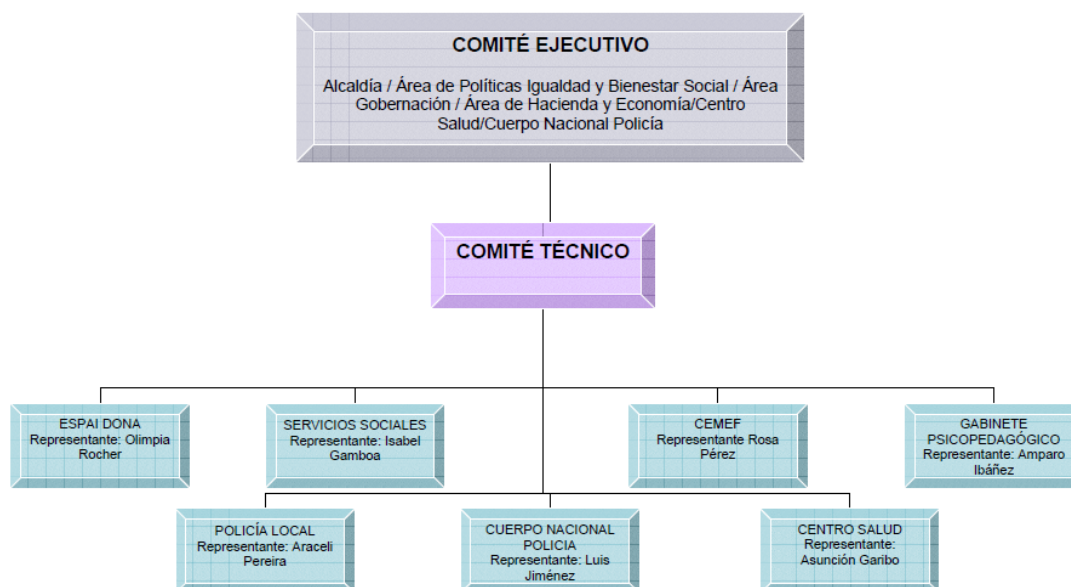 COMITÉ EJECUTIVO
Alcaldía / Área de Políticas Igualdad y Bienestar Social / Área
Gobernación / Área de Hacienda y Economía/Centro
Salud/Cuerpo Nacional Policía
COMITÉ TÉCNICO
ESPAI DONA
Representante: Olimpia
Rocher
SERVICIOS SOCIALES
Representante: Isabel
Gamboa
CEMEF
Representante Rosa
Pérez
GABINETE
PSICOPEDAGÓGICO
Representante: Amparo
Ibáñez
POLICÍA LOCAL
Representante: Araceli
Pereira
CUERPO NACIONAL
POLICIA
Representante: Luis
Jiménez
CENTRO SALUD
Representante:
Asunción Garibo